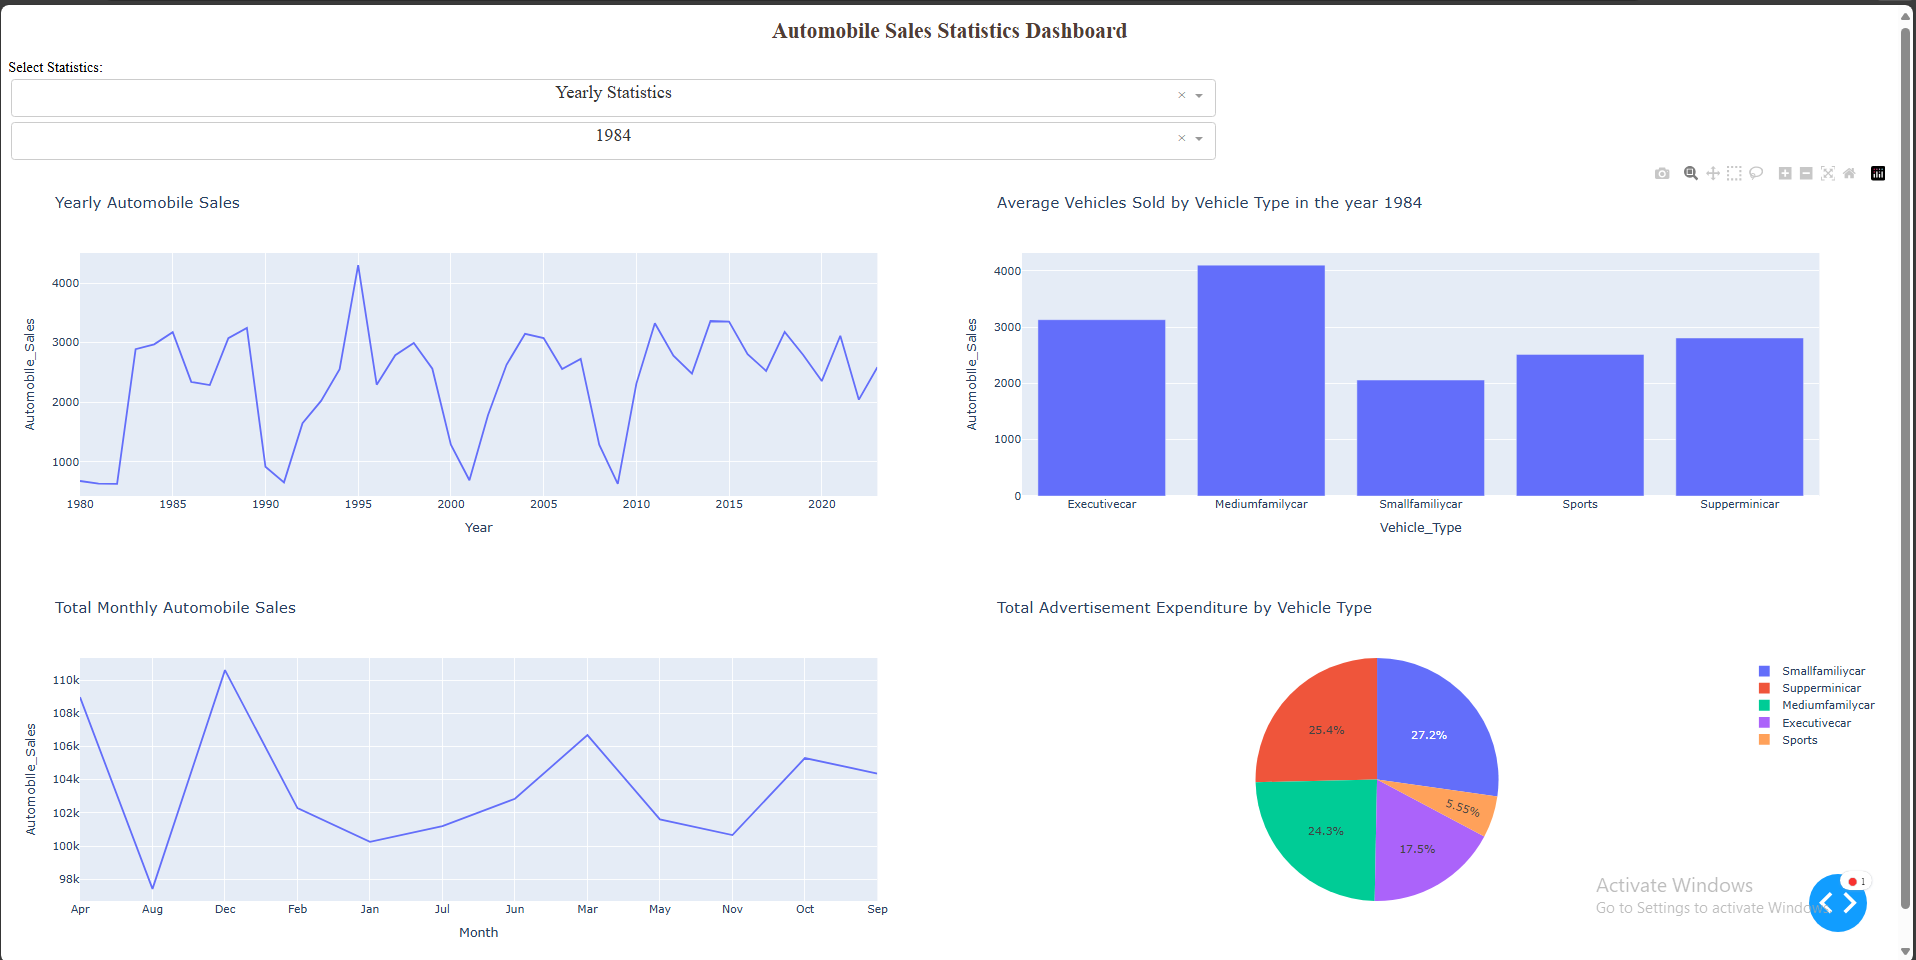 Automobile Sales Statistics Dashboard
Select Statistics:
Yearly Statistics
×
1984
×
Yearly Automobile Sales
Automobile_Sales
4000
3000
2000
1000
1980 1985 1990 1995 2000 2005 2010 2015 2020
Year
Average Vehicles Sold by Vehicle Type in the year 1984
Automobile_Sales
4000
3000
2000
1000
0
Executivecar Mediumfamilycar Smallfamiliycar Sports Supperminicar
Vehicle_Type
Total Monthly Automobile Sales
Automobile_Sales
110k
108k
106k
104k
102k
100k
98k
Apr Aug Dec Feb Jan Jul Jun Mar May Nov Oct Sep
Month
Total Advertisement Expenditure by Vehicle Type
25.4%
27.2%
5.55%
24.3%
17.5%
Smallfamiliycar
Supperminicar
Mediumfamilycar
Executivecar
Sports
Activate Windows
Go to Settings to activate Windows.
1